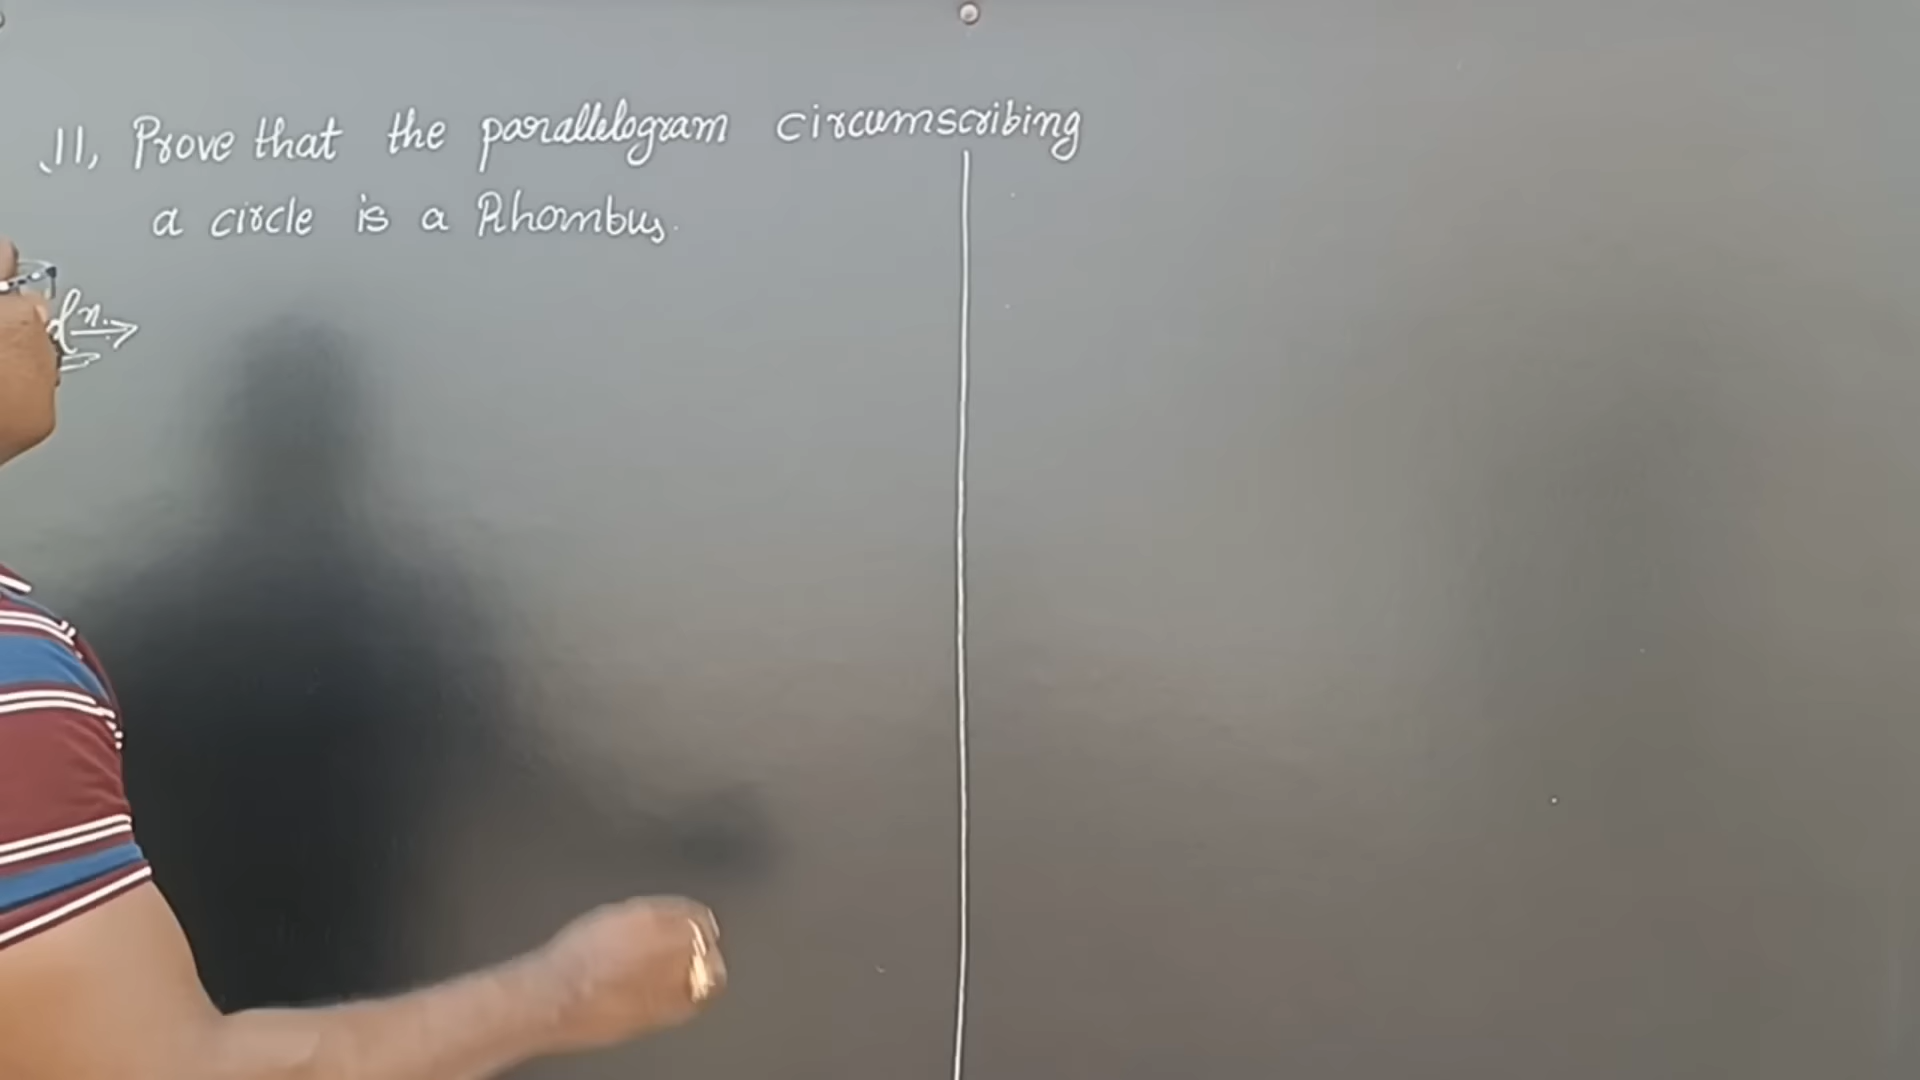 11, Prove that the parallelogram circumscribing
a circle is a Rhombus.